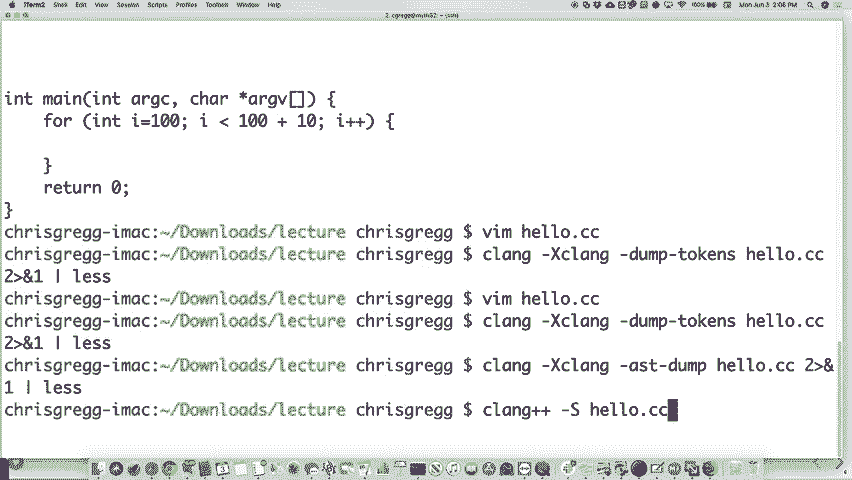 iTerm2 Shell Edit View Session Scripts Profiles Toolbelt Window Help 100% Mon Jun 3 2:06 PM
int main(int argc, char *argv[]) {
    for (int i=100; i < 100 + 10; i++) {
    }
    return 0;
}
chrisgregg-imac:~/Downloads/lecture chrisgregg $ vim hello.cc
chrisgregg-imac:~/Downloads/lecture chrisgregg $ clang -Xclang -dump-tokens hello.cc
2>&1 | less
chrisgregg-imac:~/Downloads/lecture chrisgregg $ vim hello.cc
chrisgregg-imac:~/Downloads/lecture chrisgregg $ clang -Xclang -dump-tokens hello.cc
2>&1 | less
chrisgregg-imac:~/Downloads/lecture chrisgregg $ clang -Xclang -ast-dump hello.cc 2>&
1 | less
chrisgregg-imac:~/Downloads/lecture chrisgregg $ clang++ -S hello.cc